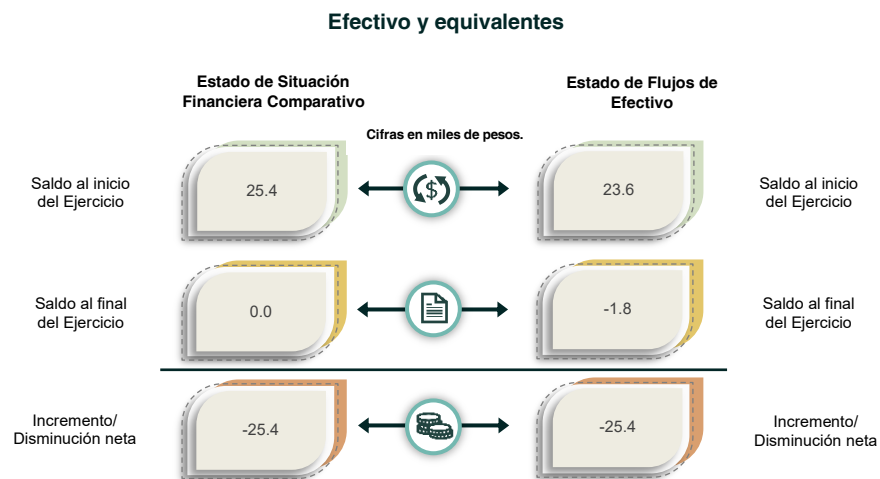 Efectivo y equivalentes
Estado de Situación
Financiera Comparativo
Estado de Flujos de
Efectivo
Cifras en miles de pesos.
Saldo al inicio
del Ejercicio
25.4
$
23.6
Saldo al inicio
del Ejercicio
Saldo al final
del Ejercicio
0.0
-1.8
Saldo al final
del Ejercicio
Incremento/
Disminución neta
-25.4
-25.4
Incremento/
Disminución neta